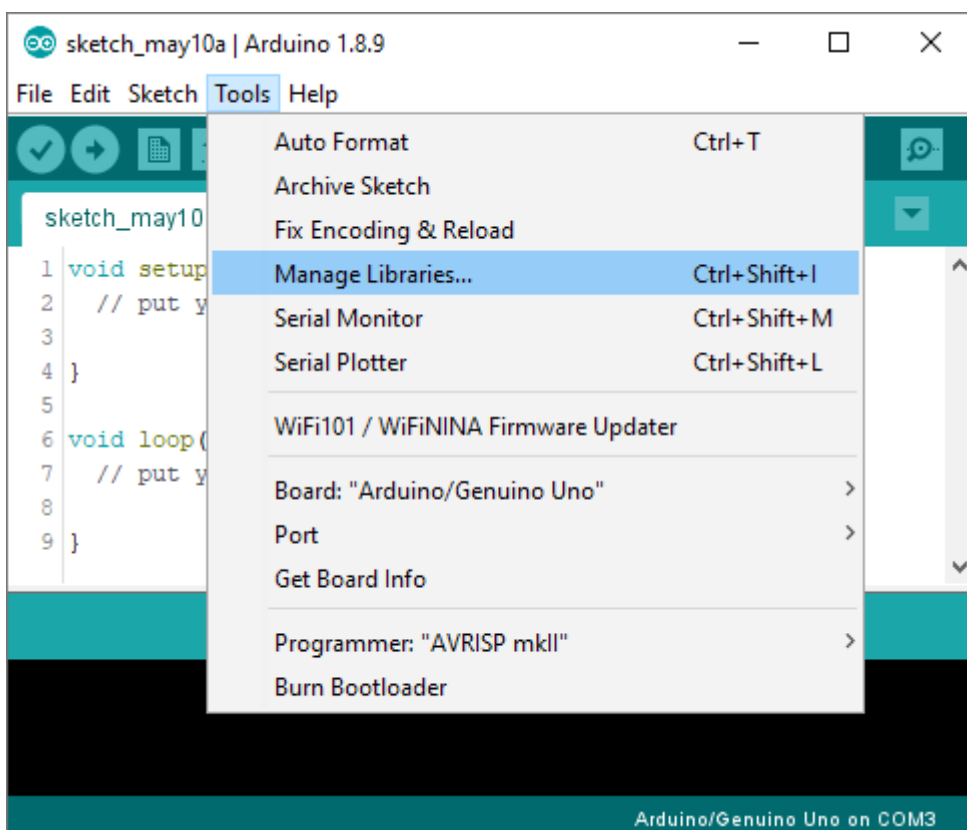 sketch_may10a | Arduino 1.8.9
File Edit Sketch Tools Help
Auto Format Ctrl+T
Archive Sketch
Fix Encoding & Reload
Manage Libraries... Ctrl+Shift+I
Serial Monitor Ctrl+Shift+M
Serial Plotter Ctrl+Shift+L
WiFi101 / WiFiNINA Firmware Updater
Board: "Arduino/Genuino Uno"
Port
Get Board Info
Programmer: "AVRISP mkII"
Burn Bootloader
sketch_may10
1 void setup
2 // put y
3
4 }
5
6 void loop(
7 // put y
8
9 }
Arduino/Genuino Uno on COM3